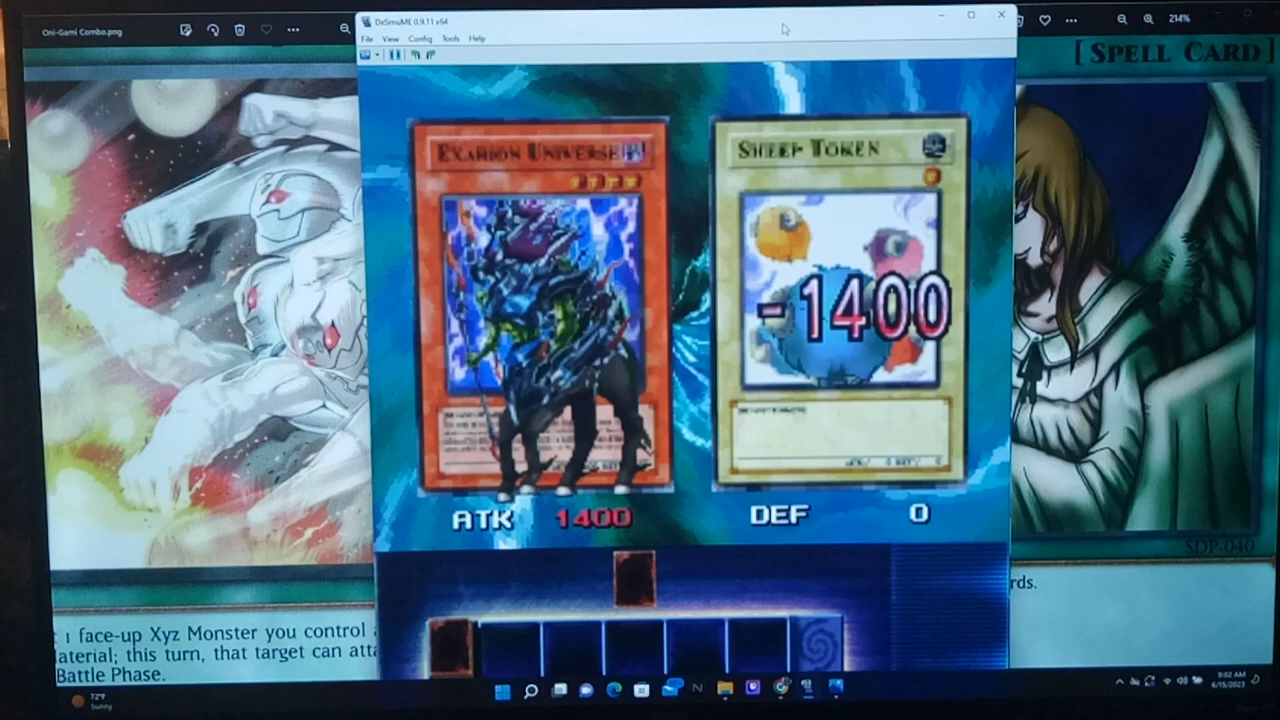 Oni-Gami Combo.png
DeSmuME 0.9.11 x64
File View Config Tools Help
214%
[ SPELL CARD ]
EXARION UNIVERSE
SHEEP TOKEN
-1400
ATK 1400
DEF 0
SDP-040
rds.
1 face-up Xyz Monster you control
aterial; this turn, that target can atta
Battle Phase.
72°F
Sunny
9:02 AM
6/15/2023